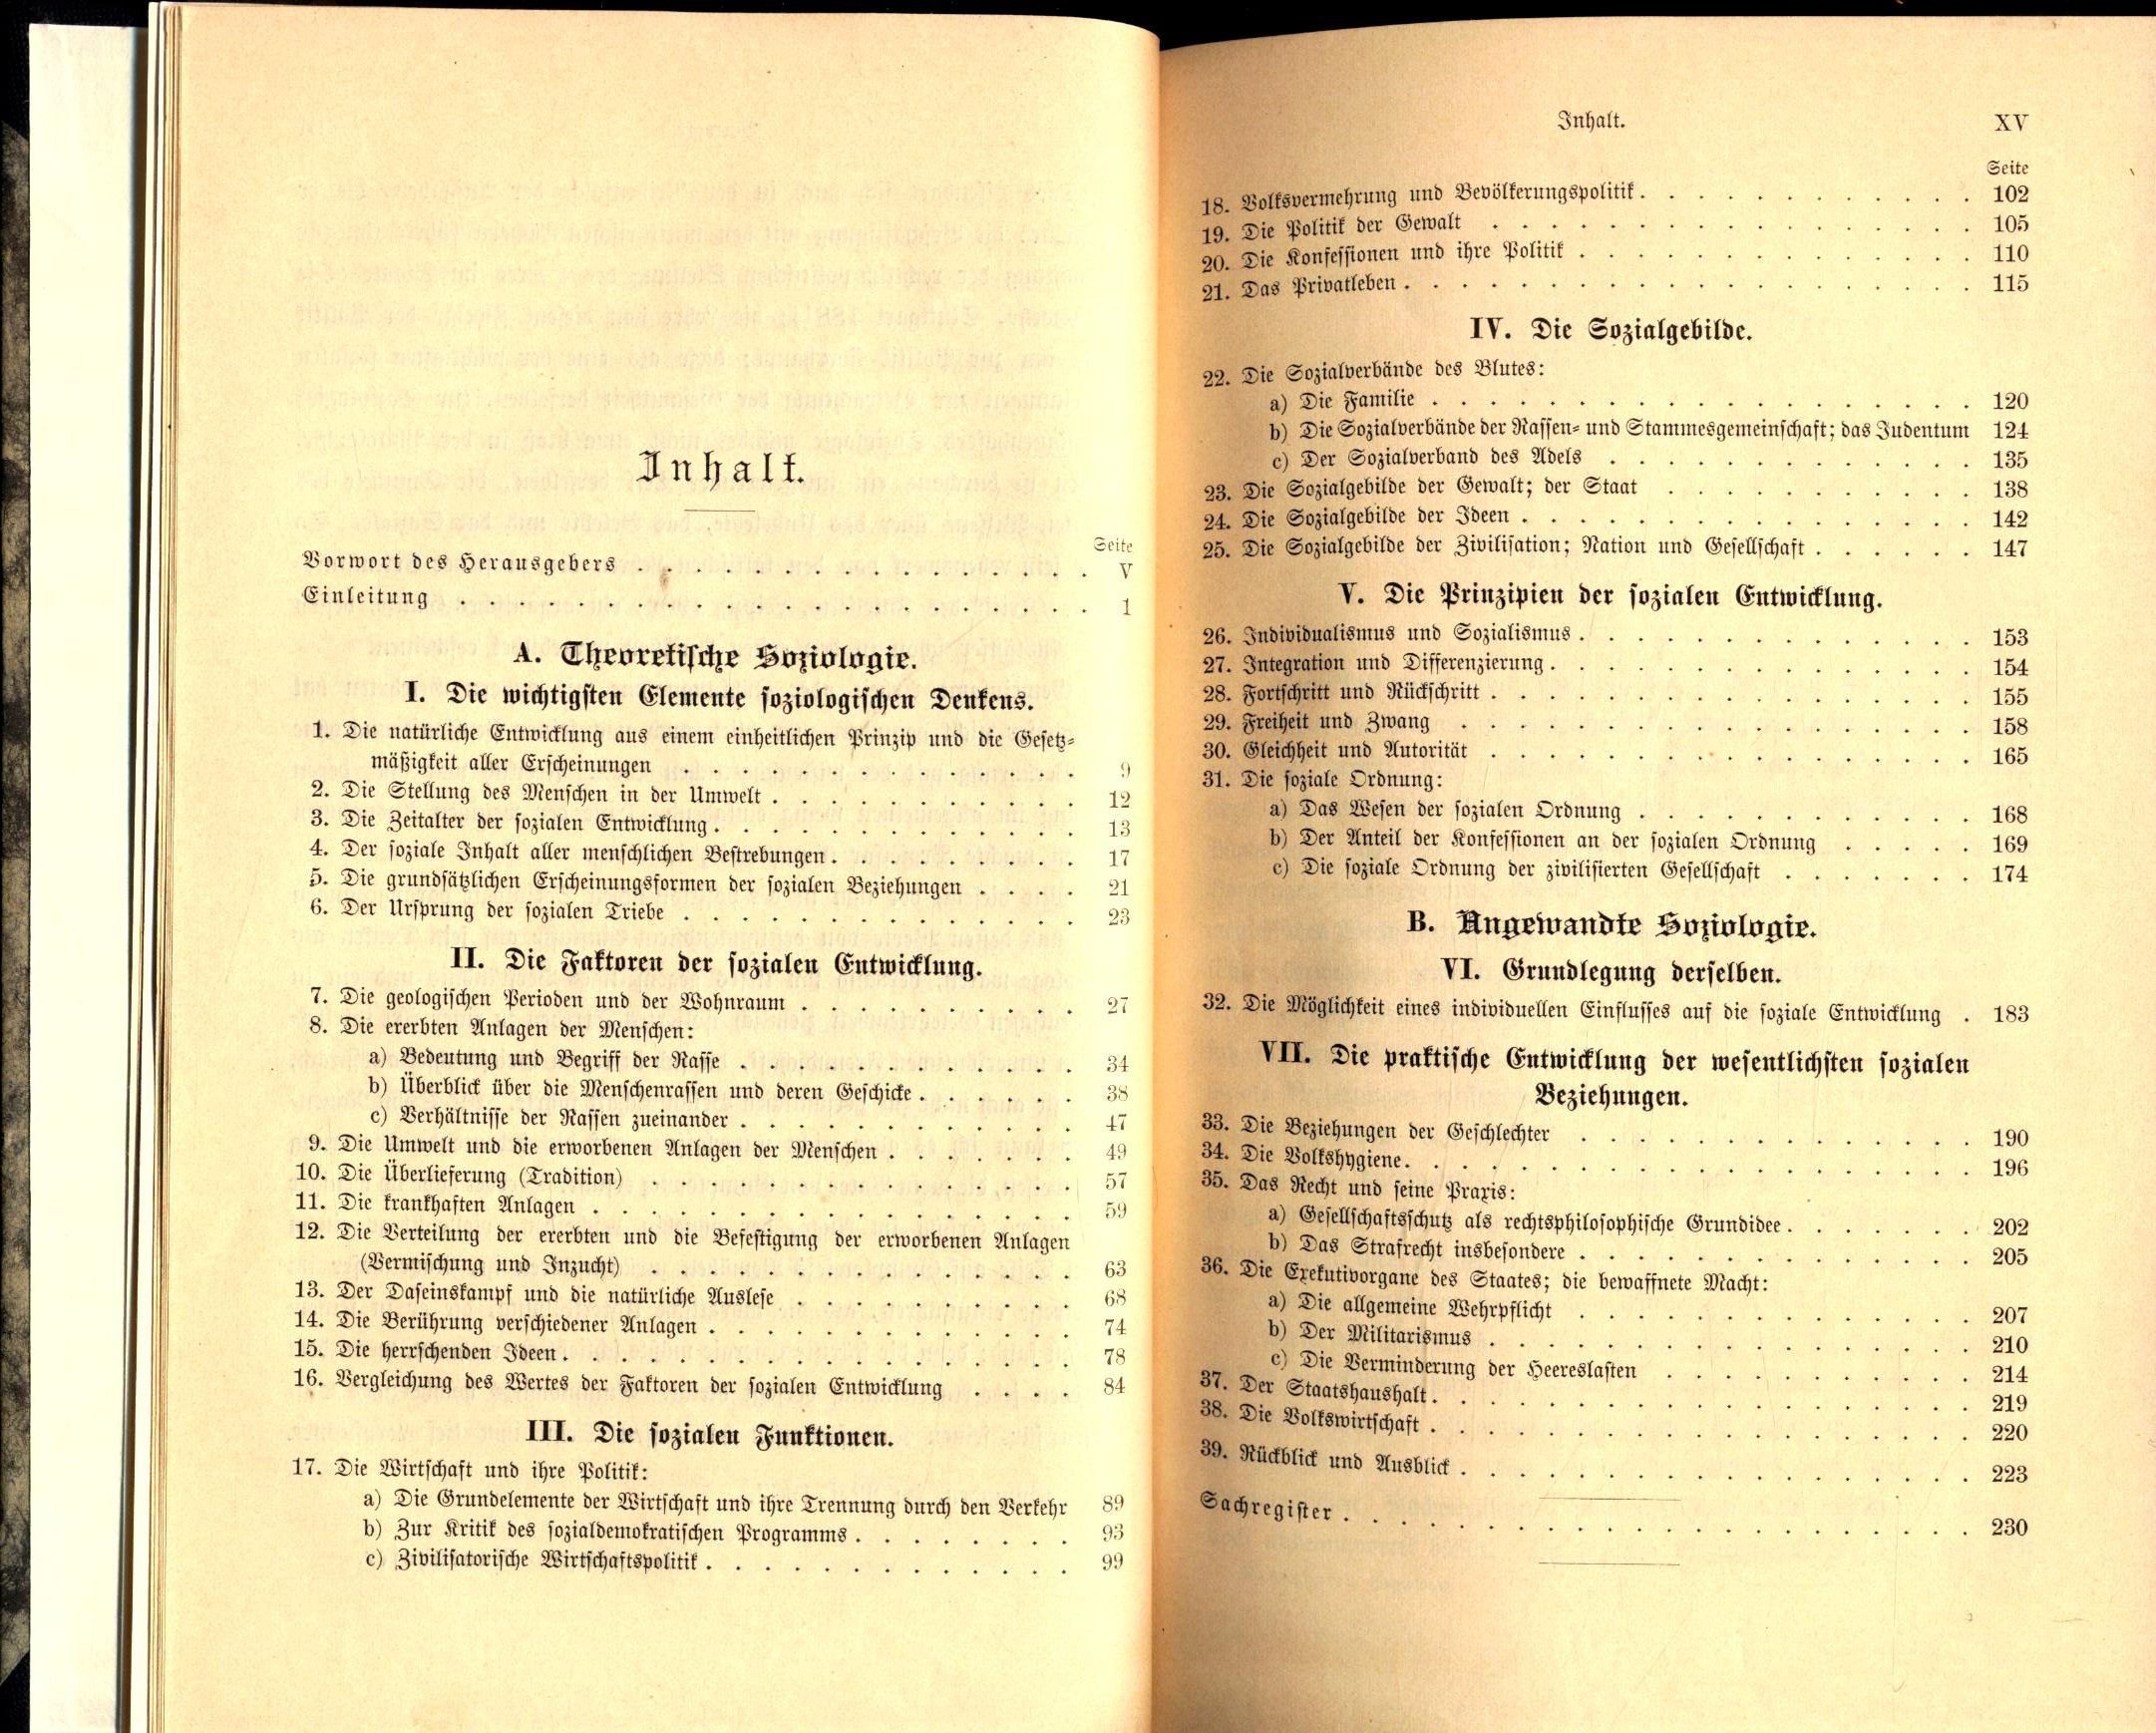 Inhalt.
Seite
Vorwort des Herausgebers . . . . . . . . . . . . . . . . V
Einleitung . . . . . . . . . . . . . . . . . . . . . . 1
A. Theoretische Soziologie.
I. Die wichtigsten Elemente soziologischen Denkens.
1. Die natürliche Entwicklung aus einem einheitlichen Prinzip und die Gesetz-
mäßigkeit aller Erscheinungen . . . . . . . . . . . . . . 9
2. Die Stellung des Menschen in der Umwelt . . . . . . . . . . . 12
3. Die Zeitalter der sozialen Entwicklung . . . . . . . . . . . . . 13
4. Der soziale Inhalt aller menschlichen Bestrebungen . . . . . . . . . 17
5. Die grundsätzlichen Erscheinungsformen der sozialen Beziehungen . . . . 21
6. Der Ursprung der sozialen Triebe . . . . . . . . . . . . . . 23
II. Die Faktoren der sozialen Entwicklung.
7. Die geologischen Perioden und der Wohnraum . . . . . . . . . . 27
8. Die ererbten Anlagen der Menschen:
a) Bedeutung und Begriff der Rasse . . . . . . . . . . . . 34
b) Überblick über die Menschenrassen und deren Geschicke . . . . . . 38
c) Verhältnisse der Rassen zueinander . . . . . . . . . . . . 47
9. Die Umwelt und die erworbenen Anlagen der Menschen . . . . . . . 49
10. Die Überlieferung (Tradition) . . . . . . . . . . . . . . . 57
11. Die krankhaften Anlagen . . . . . . . . . . . . . . . . . 59
12. Die Verteilung der ererbten und die Befestigung der erworbenen Anlagen
(Vermischung und Inzucht) . . . . . . . . . . . . . . . 63
13. Der Daseinskampf und die natürliche Auslese . . . . . . . . . . 68
14. Die Berührung verschiedener Anlagen . . . . . . . . . . . . . 74
15. Die herrschenden Ideen . . . . . . . . . . . . . . . . . . 78
16. Vergleichung des Wertes der Faktoren der sozialen Entwicklung . . . . 84
III. Die sozialen Funktionen.
17. Die Wirtschaft und ihre Politik:
a) Die Grundelemente der Wirtschaft und ihre Trennung durch den Verkehr 89
b) Zur Kritik des sozialdemokratischen Programms . . . . . . . . 93
c) Zivilisatorische Wirtschaftspolitik . . . . . . . . . . . . . 99
Inhalt. XV
Seite
18. Volksvermehrung und Bevölkerungspolitik . . . . . . . . . . . . 102
19. Die Politik der Gewalt . . . . . . . . . . . . . . . . . 105
20. Die Konfessionen und ihre Politik . . . . . . . . . . . . . . 110
21. Das Privatleben . . . . . . . . . . . . . . . . . . . . 115
IV. Die Sozialgebilde.
22. Die Sozialverbände des Blutes:
a) Die Familie . . . . . . . . . . . . . . . . . . . 120
b) Die Sozialverbände der Rassen- und Stammesgemeinschaft; das Judentum 124
c) Der Sozialverband des Adels . . . . . . . . . . . . . 135
23. Die Sozialgebilde der Gewalt; der Staat . . . . . . . . . . . 138
24. Die Sozialgebilde der Ideen . . . . . . . . . . . . . . . . 142
25. Die Sozialgebilde der Zivilisation; Nation und Gesellschaft . . . . . . 147
V. Die Prinzipien der sozialen Entwicklung.
26. Individualismus und Sozialismus . . . . . . . . . . . . . . 153
27. Integration und Differenzierung . . . . . . . . . . . . . . . 154
28. Fortschritt und Rückschritt . . . . . . . . . . . . . . . . . 155
29. Freiheit und Zwang . . . . . . . . . . . . . . . . . . 158
30. Gleichheit und Autorität . . . . . . . . . . . . . . . . . 165
31. Die soziale Ordnung:
a) Das Wesen der sozialen Ordnung . . . . . . . . . . . . 168
b) Der Anteil der Konfessionen an der sozialen Ordnung . . . . . 169
c) Die soziale Ordnung der zivilisierten Gesellschaft . . . . . . . 174
B. Angewandte Soziologie.
VI. Grundlegung derselben.
32. Die Möglichkeit eines individuellen Einflusses auf die soziale Entwicklung . 183
VII. Die praktische Entwicklung der wesentlichsten sozialen
Beziehungen.
33. Die Beziehungen der Geschlechter . . . . . . . . . . . . . . 190
34. Die Volkshygiene . . . . . . . . . . . . . . . . . . . . 196
35. Das Recht und seine Praxis:
a) Gesellschaftsschutz als rechtsphilosophische Grundidee . . . . . . . 202
b) Das Strafrecht insbesondere . . . . . . . . . . . . . . 205
36. Die Exekutivorgane des Staates; die bewaffnete Macht:
a) Die allgemeine Wehrpflicht . . . . . . . . . . . . . . 207
b) Der Militarismus . . . . . . . . . . . . . . . . . 210
c) Die Verminderung der Heereslasten . . . . . . . . . . . 214
37. Der Staatshaushalt . . . . . . . . . . . . . . . . . . . 219
38. Die Volkswirtschaft . . . . . . . . . . . . . . . . . . . 220
39. Rückblick und Ausblick . . . . . . . . . . . . . . . . . . 223
Sachregister . . . . . . . . . . . . . . . . . . . . . . 230